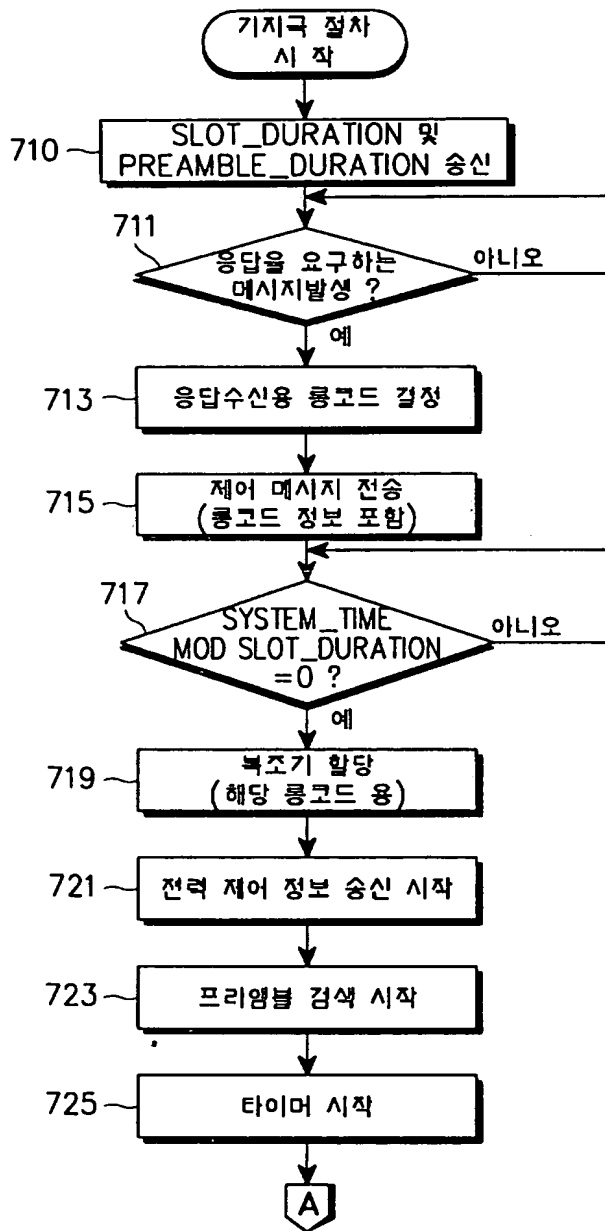 기지국 절차
시 작
710
SLOT_DURATION 및
PREAMBLE_DURATION 송신
711
응답을 요구하는
메시지발생 ?
아니오
예
713
응답수신용 롱코드 결정
715
제어 메시지 전송
(롱코드 정보 포함)
717
SYSTEM_TIME
MOD SLOT_DURATION
=0 ?
아니오
예
719
복조기 할당
(해당 롱코드 용)
721
전력 제어 정보 송신 시작
723
프리앰블 검색 시작
725
타이머 시작
A